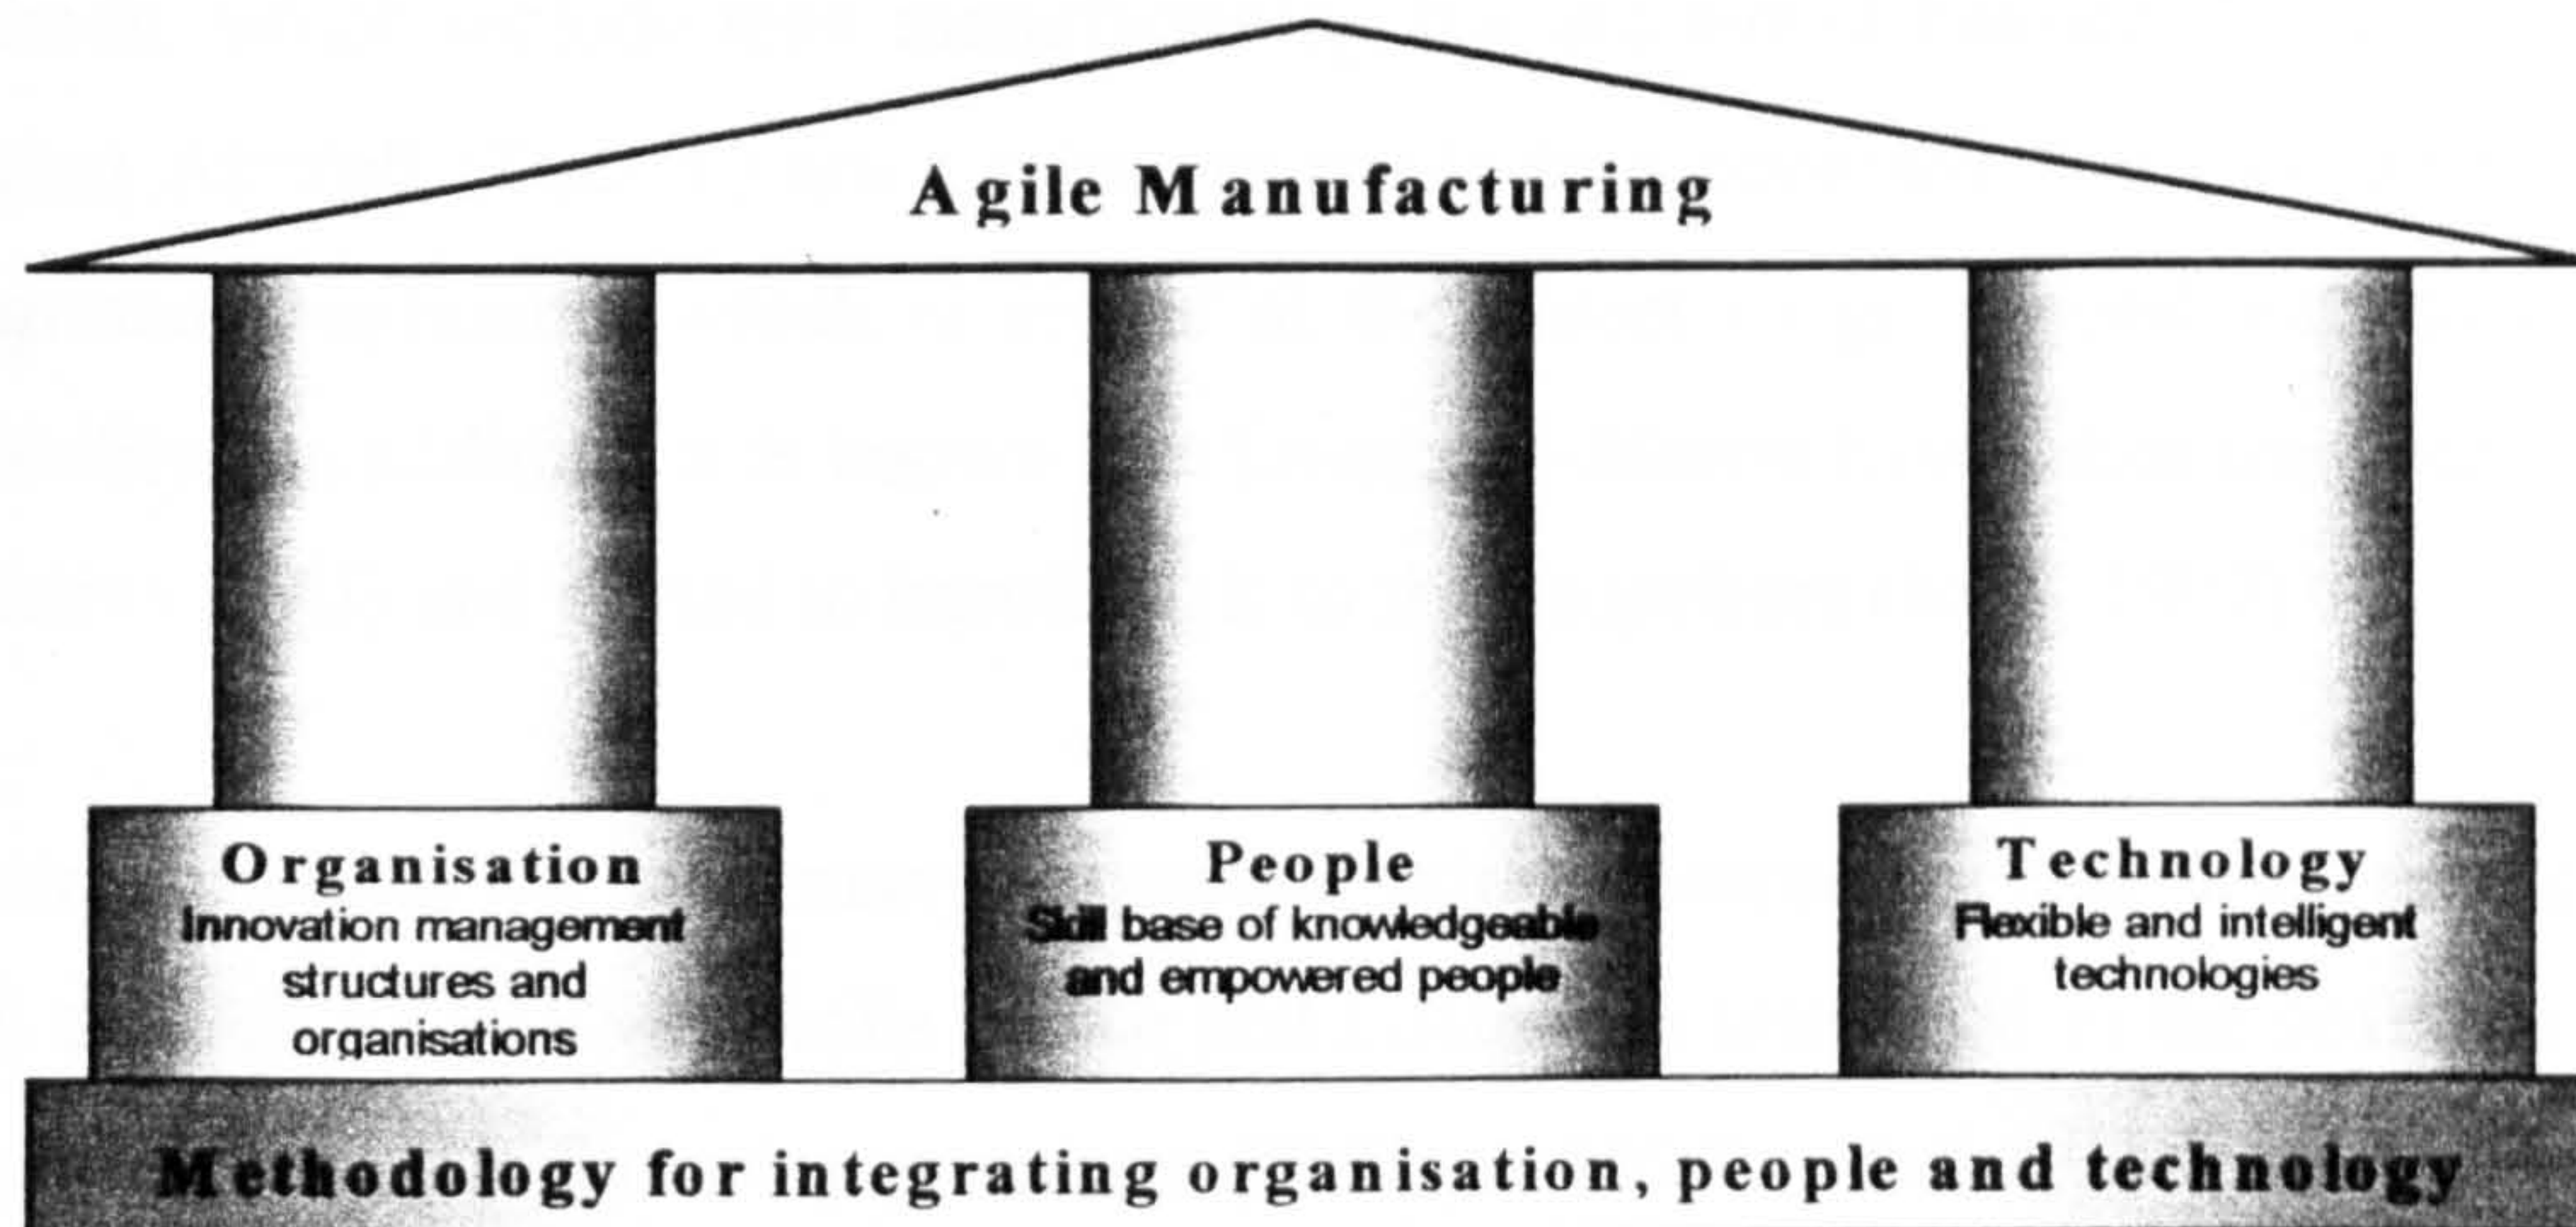 Agile Manufacturing
Organisation
Innovation management
structures and
organisations
People
Skill base of knowledgeable
and empowered people
Technology
Flexible and intelligent
technologies
Methodology for integrating organisation, people and technology